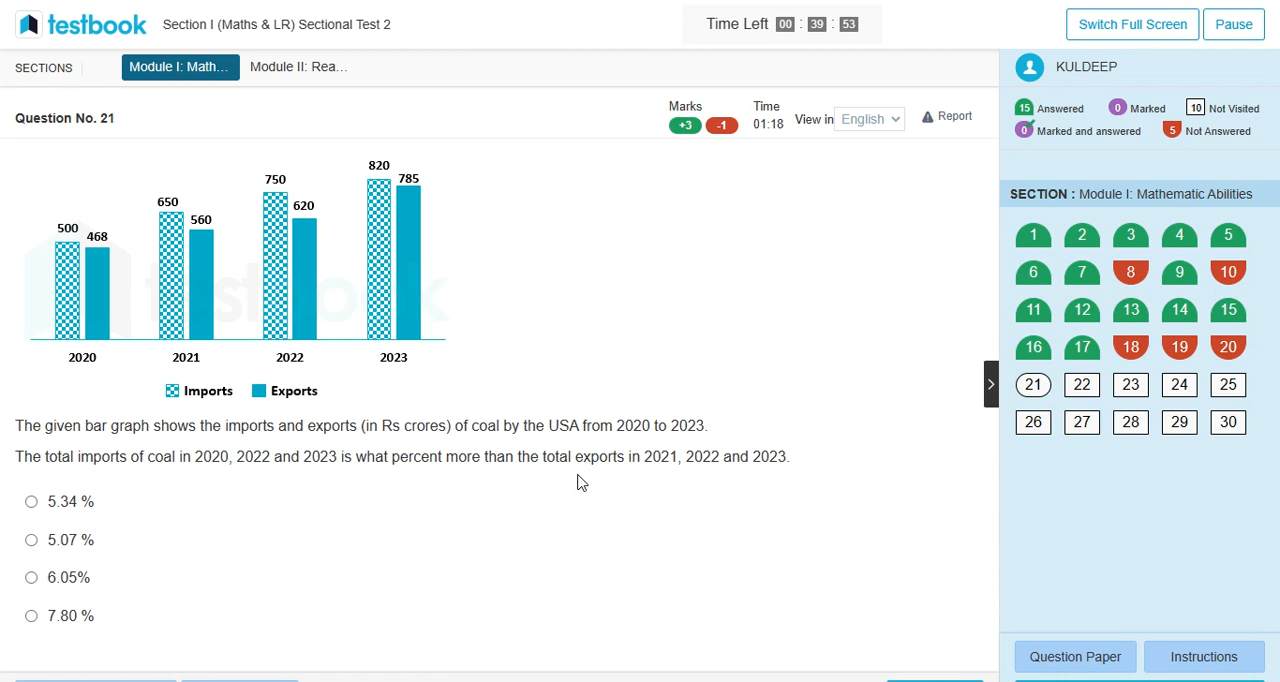 testbook Section I (Maths & LR) Sectional Test 2 Time Left 00 : 39 : 53 Switch Full Screen Pause
SECTIONS Module I: Math... Module II: Rea...
KULDEEP
Question No. 21 Marks +3 -1 Time 01:18 View in English Report
15 Answered 0 Marked 10 Not Visited
0 Marked and answered 5 Not Answered
SECTION : Module I: Mathematic Abilities
1 2 3 4 5
6 7 8 9 10
11 12 13 14 15
16 17 18 19 20
21 22 23 24 25
26 27 28 29 30
500 468 650 560 750 620 820 785
testbook
2020 2021 2022 2023
Imports Exports
The given bar graph shows the imports and exports (in Rs crores) of coal by the USA from 2020 to 2023.
The total imports of coal in 2020, 2022 and 2023 is what percent more than the total exports in 2021, 2022 and 2023.
5.34 %
5.07 %
6.05%
7.80 %
Question Paper Instructions